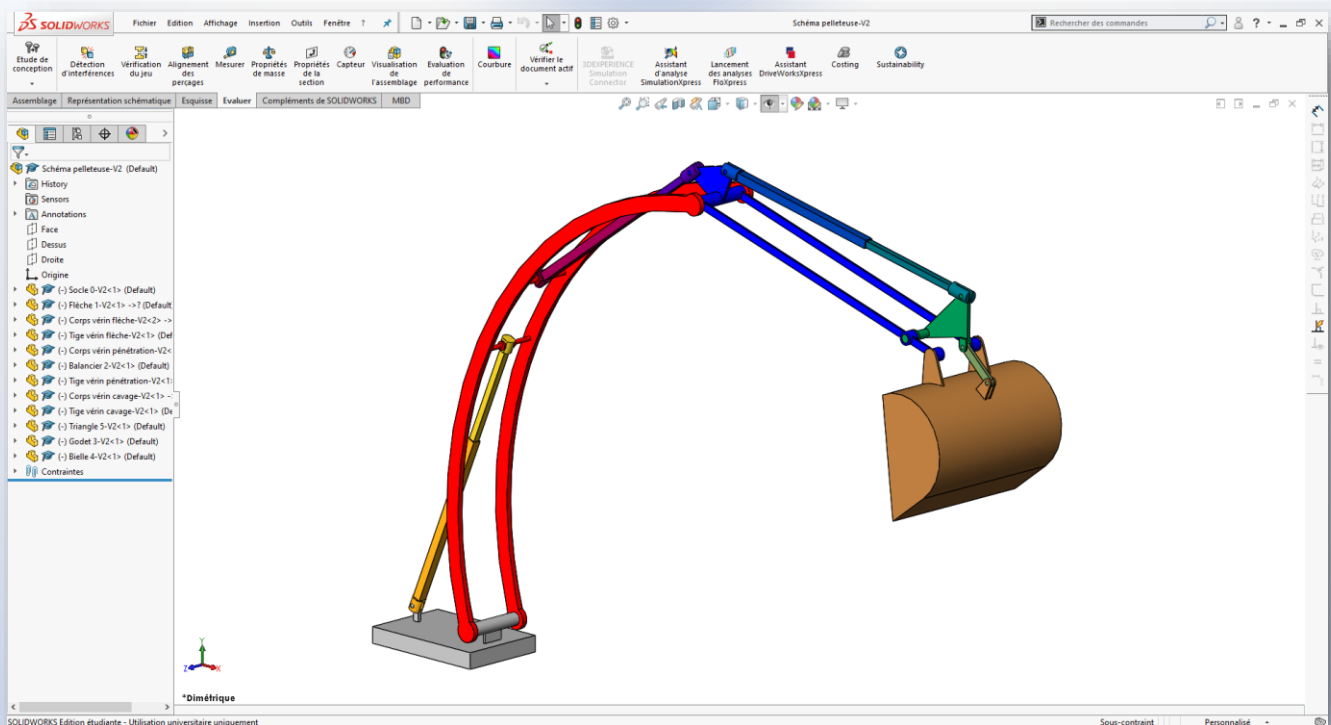 SOLIDWORKS Fichier Edition Affichage Insertion Outils Fenêtre ? Schéma pelleteuse-V2 Rechercher des commandes ?
Etude de conception
Détection d'interférences
Vérification du jeu
Alignement des perçages
Mesurer
Propriétés de masse
Propriétés de la section
Capteur
Visualisation de l'assemblage
Evaluation de performance
Courbure
Vérifier le document actif
3DEXPERIENCE Simulation Connector
Assistant d'analyse SimulationXpress
Lancement des analyses FloXpress
Assistant DriveWorksXpress
Costing
Sustainability
Assemblage Représentation schématique Esquisse Evaluer Compléments de SOLIDWORKS MBD
Schéma pelleteuse-V2 (Default)
History
Sensors
Annotations
Face
Dessus
Droite
Origine
(-) Socle 0-V2<1> (Default)
(-) Flèche 1-V2<1> ->? (Default
(-) Corps vérin flèche-V2<2> ->
(-) Tige vérin flèche-V2<1> (Def
(-) Corps vérin pénétration-V2<
(-) Balancier 2-V2<1> (Default)
(-) Tige vérin pénétration-V2<1
(-) Corps vérin cavage-V2<1> -
(-) Tige vérin cavage-V2<1> (De
(-) Triangle 5-V2<1> (Default)
(-) Godet 3-V2<1> (Default)
(-) Bielle 4-V2<1> (Default)
Contraintes
Y
Z X
*Dimétrique
SOLIDWORKS Edition étudiante - Utilisation universitaire uniquement Sous-contraint Personnalisé